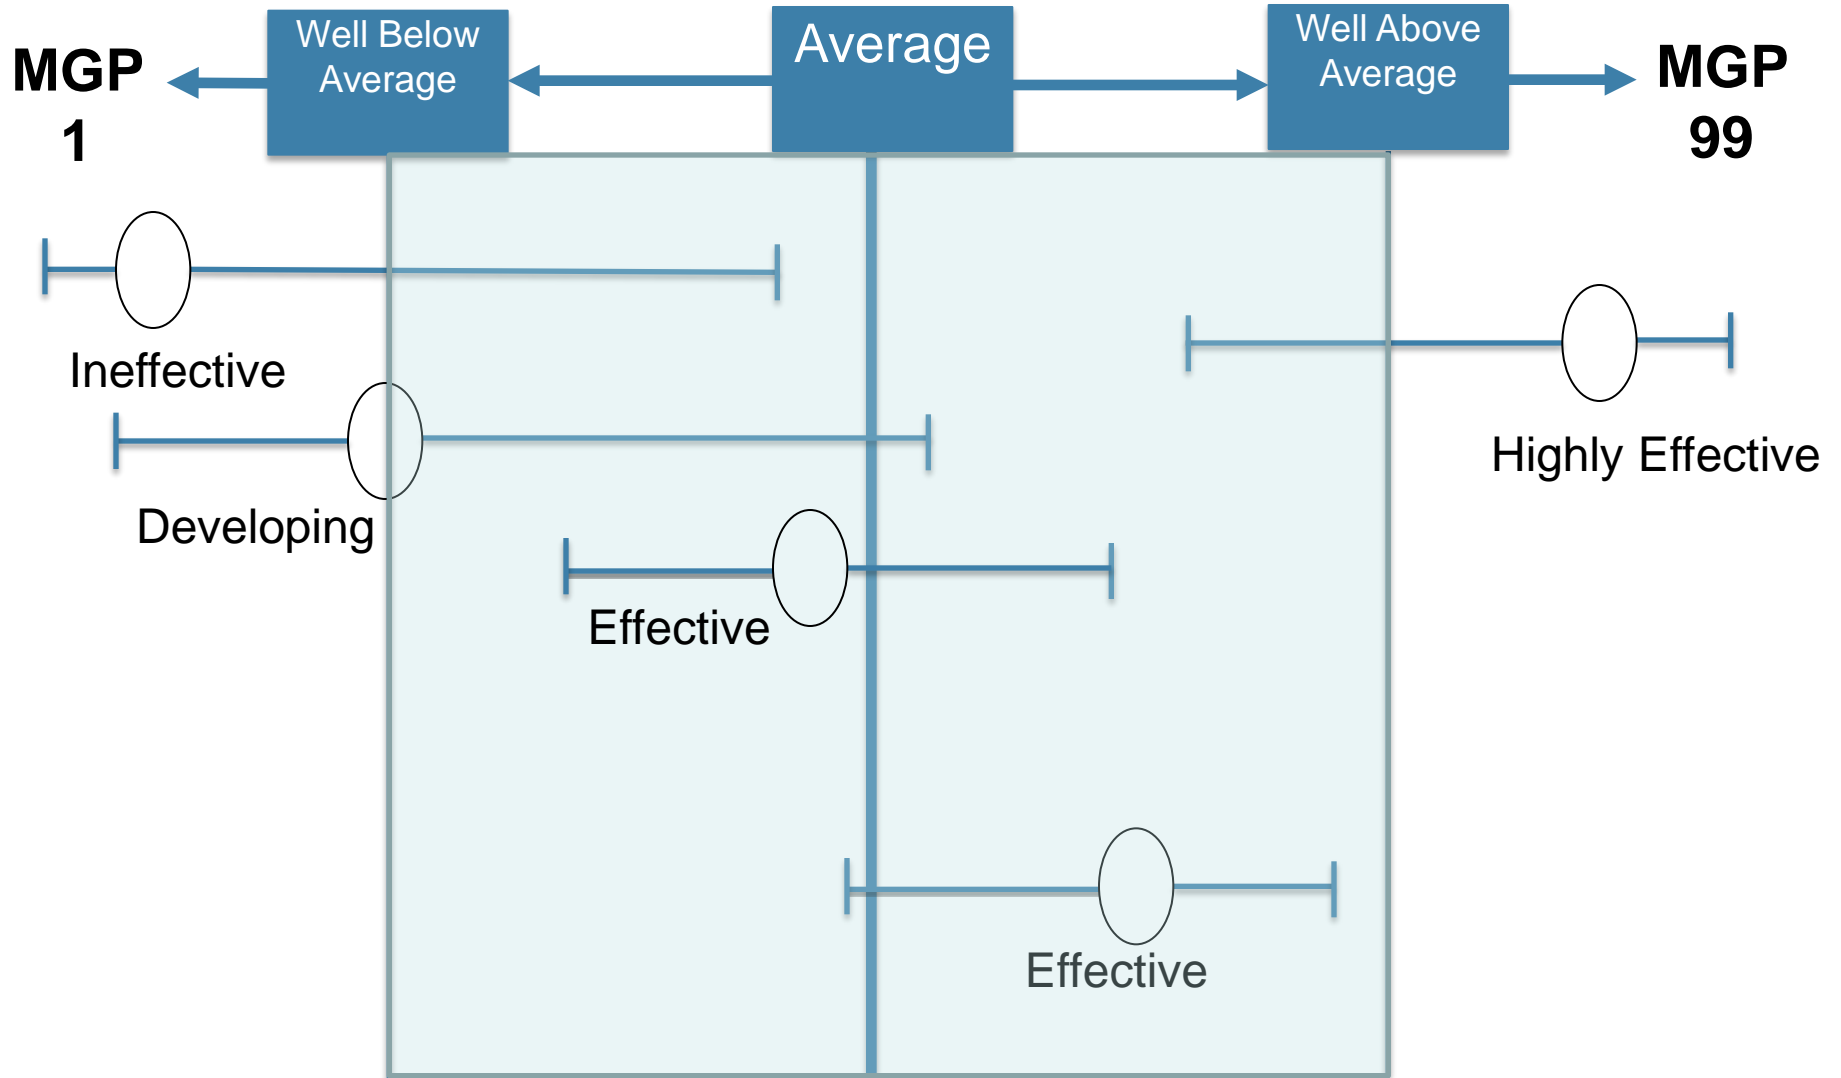 MGP
1
Well Below
Average
Average
Well Above
Average
MGP
99
Ineffective
Highly Effective
Developing
Effective
Effective